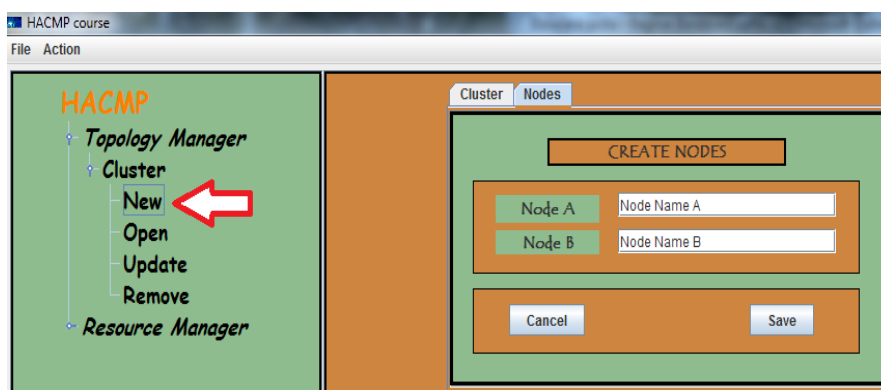 HACMP course
File Action
HACMP
Topology Manager
Cluster
New
Open
Update
Remove
Resource Manager
Cluster Nodes
CREATE NODES
Node A Node Name A
Node B Node Name B
Cancel Save